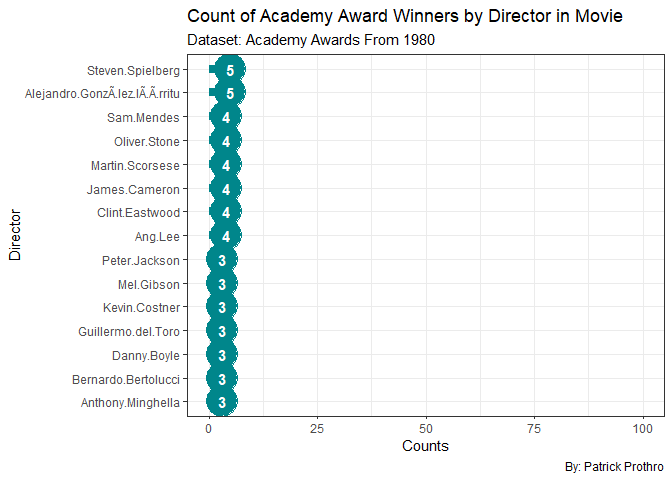 Count of Academy Award Winners by Director in Movie
Dataset: Academy Awards From 1980
Director
Steven.Spielberg 5
Alejandro.GonzÃ.lez.IÃ.Ã.rritu 5
Sam.Mendes 4
Oliver.Stone 4
Martin.Scorsese 4
James.Cameron 4
Clint.Eastwood 4
Ang.Lee 4
Peter.Jackson 3
Mel.Gibson 3
Kevin.Costner 3
Guillermo.del.Toro 3
Danny.Boyle 3
Bernardo.Bertolucci 3
Anthony.Minghella 3
0 25 50 75 100
Counts
By: Patrick Prothro